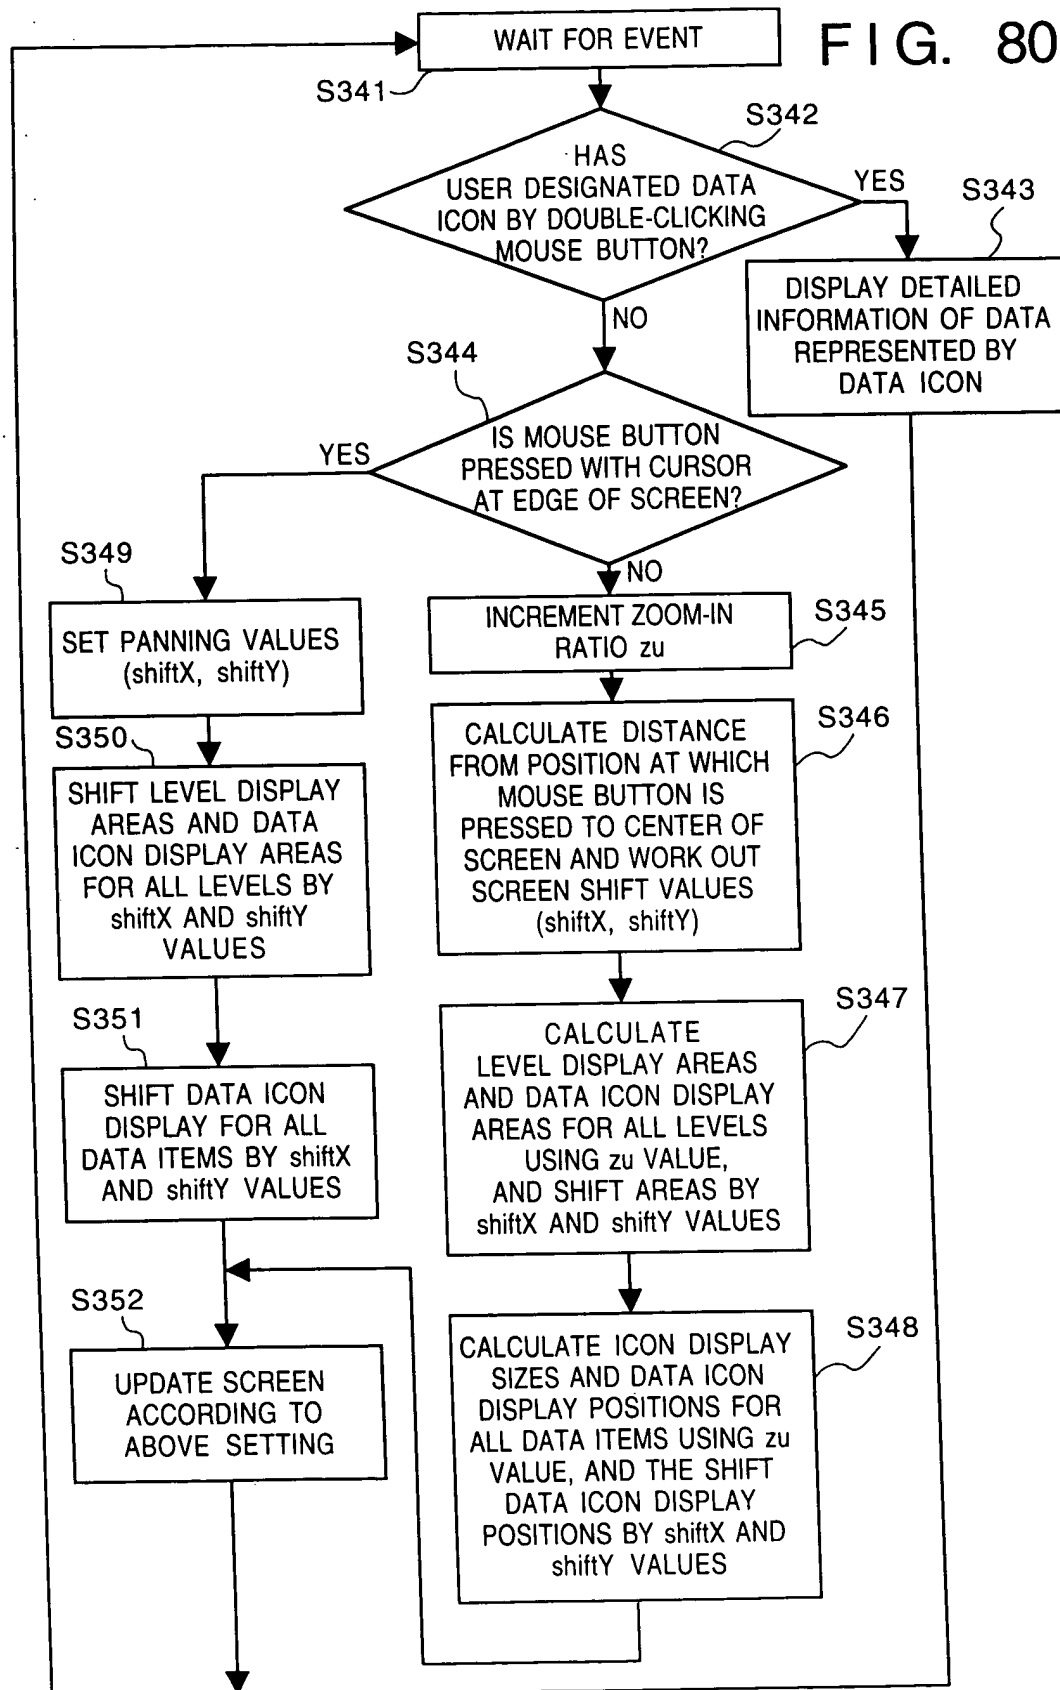 FIG. 80
WAIT FOR EVENT
S341
S342
HAS
USER DESIGNATED DATA
ICON BY DOUBLE-CLICKING
MOUSE BUTTON?
YES
S343
DISPLAY DETAILED
INFORMATION OF DATA
REPRESENTED BY
DATA ICON
NO
S344
IS MOUSE BUTTON
PRESSED WITH CURSOR
AT EDGE OF SCREEN?
YES
NO
S349
SET PANNING VALUES
(shiftX, shiftY)
S350
SHIFT LEVEL DISPLAY
AREAS AND DATA
ICON DISPLAY AREAS
FOR ALL LEVELS BY
shiftX AND shiftY
VALUES
S351
SHIFT DATA ICON
DISPLAY FOR ALL
DATA ITEMS BY shiftX
AND shiftY VALUES
S352
UPDATE SCREEN
ACCORDING TO
ABOVE SETTING
INCREMENT ZOOM-IN
RATIO zu
S345
CALCULATE DISTANCE
FROM POSITION AT WHICH
MOUSE BUTTON IS
PRESSED TO CENTER OF
SCREEN AND WORK OUT
SCREEN SHIFT VALUES
(shiftX, shiftY)
S346
CALCULATE
LEVEL DISPLAY AREAS
AND DATA ICON DISPLAY
AREAS FOR ALL LEVELS
USING zu VALUE,
AND SHIFT AREAS BY
shiftX AND shiftY VALUES
S347
CALCULATE ICON DISPLAY
SIZES AND DATA ICON
DISPLAY POSITIONS FOR
ALL DATA ITEMS USING zu
VALUE, AND THE SHIFT
DATA ICON DISPLAY
POSITIONS BY shiftX AND
shiftY VALUES
S348